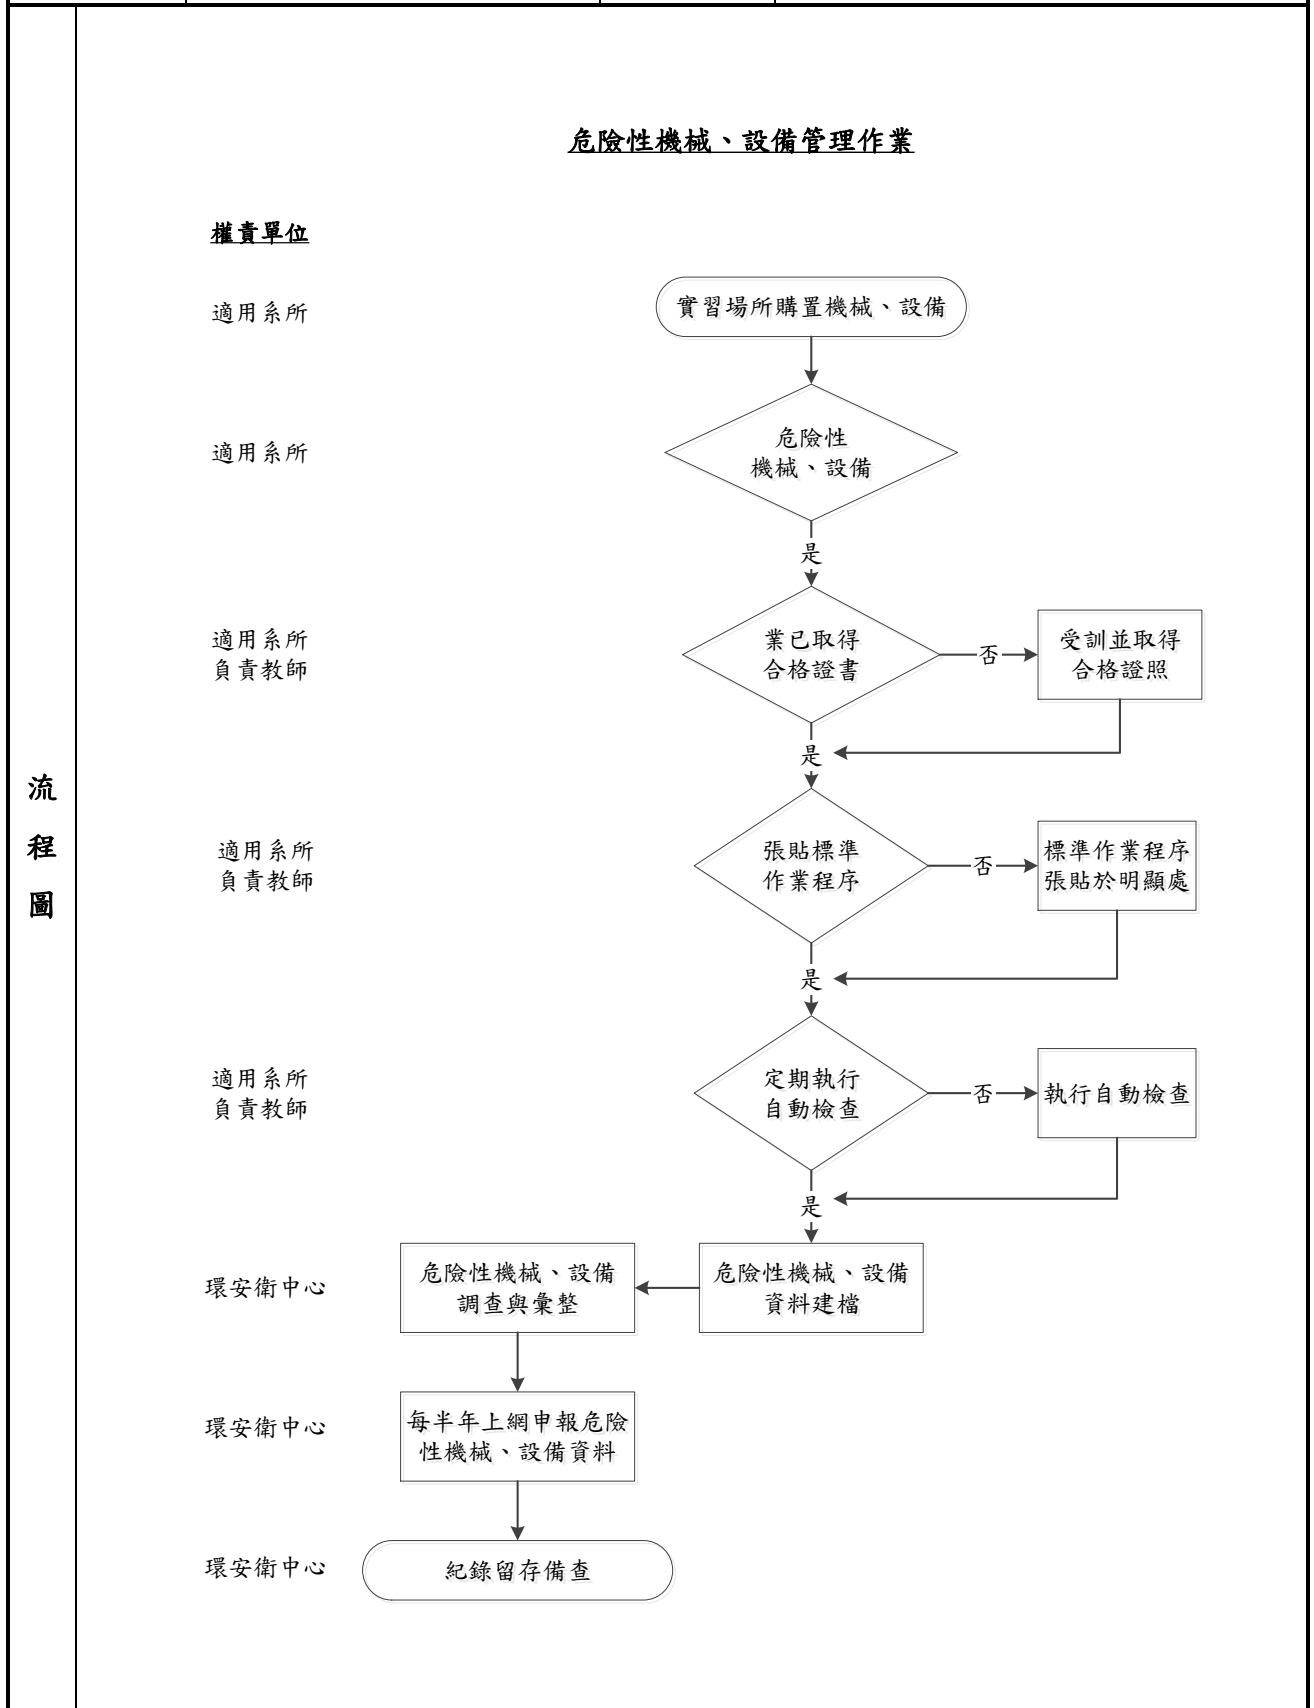 危險性機械、設備管理作業
權責單位
適用系所
實習場所購置機械、設備
適用系所
危險性
機械、設備
是
適用系所
負責教師
業已取得
合格證書
否
受訓並取得
合格證照
是
流
程
圖
適用系所
負責教師
張貼標準
作業程序
否
標準作業程序
張貼於明顯處
是
適用系所
負責教師
定期執行
自動檢查
否
執行自動檢查
是
環安衛中心
危險性機械、設備
調查與彙整
危險性機械、設備
資料建檔
環安衛中心
每半年上網申報危險
性機械、設備資料
環安衛中心
紀錄留存備查